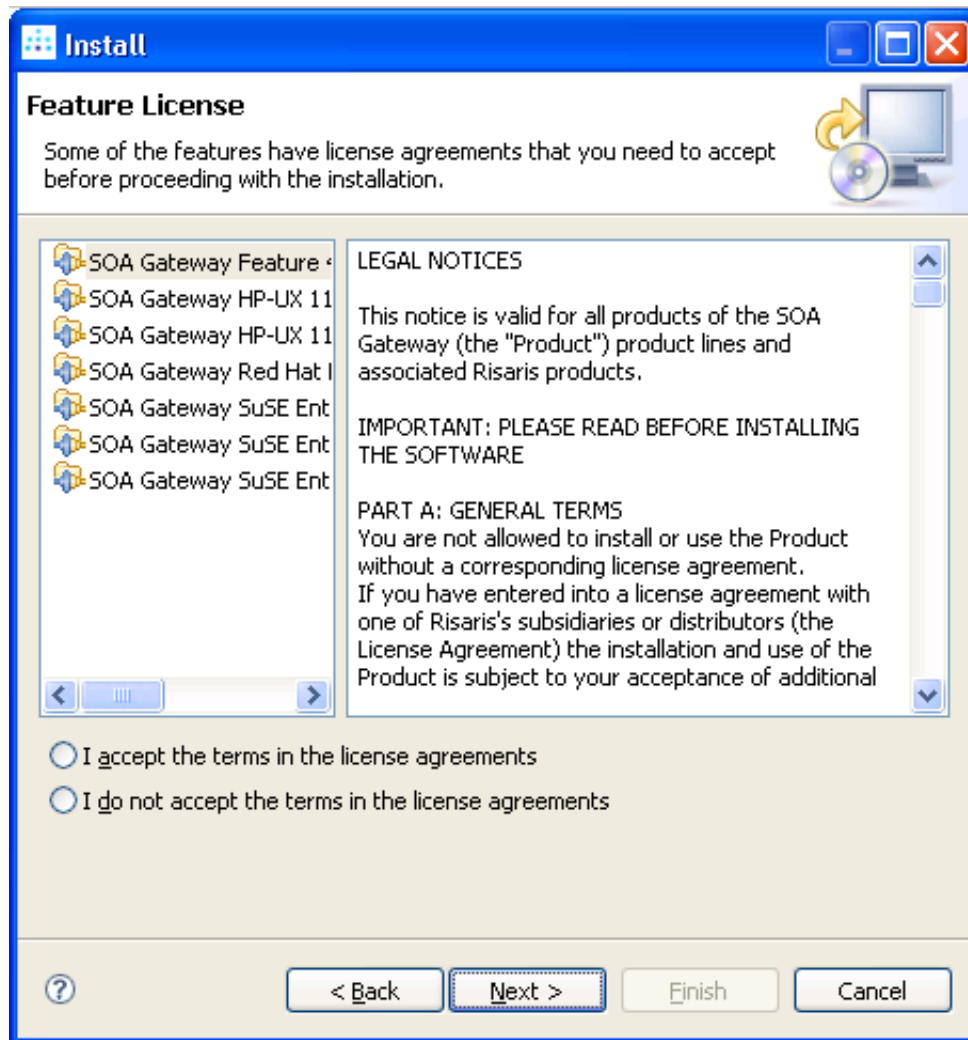 Install
Feature License
Some of the features have license agreements that you need to accept
before proceeding with the installation.
SOA Gateway Feature
SOA Gateway HP-UX 11
SOA Gateway HP-UX 11
SOA Gateway Red Hat
SOA Gateway SuSE Ent
SOA Gateway SuSE Ent
SOA Gateway SuSE Ent
LEGAL NOTICES
This notice is valid for all products of the SOA
Gateway (the "Product") product lines and
associated Risaris products.
IMPORTANT: PLEASE READ BEFORE INSTALLING
THE SOFTWARE
PART A: GENERAL TERMS
You are not allowed to install or use the Product
without a corresponding license agreement.
If you have entered into a license agreement with
one of Risaris's subsidiaries or distributors (the
License Agreement) the installation and use of the
Product is subject to your acceptance of additional
I accept the terms in the license agreements
I do not accept the terms in the license agreements
? < Back Next > Finish Cancel